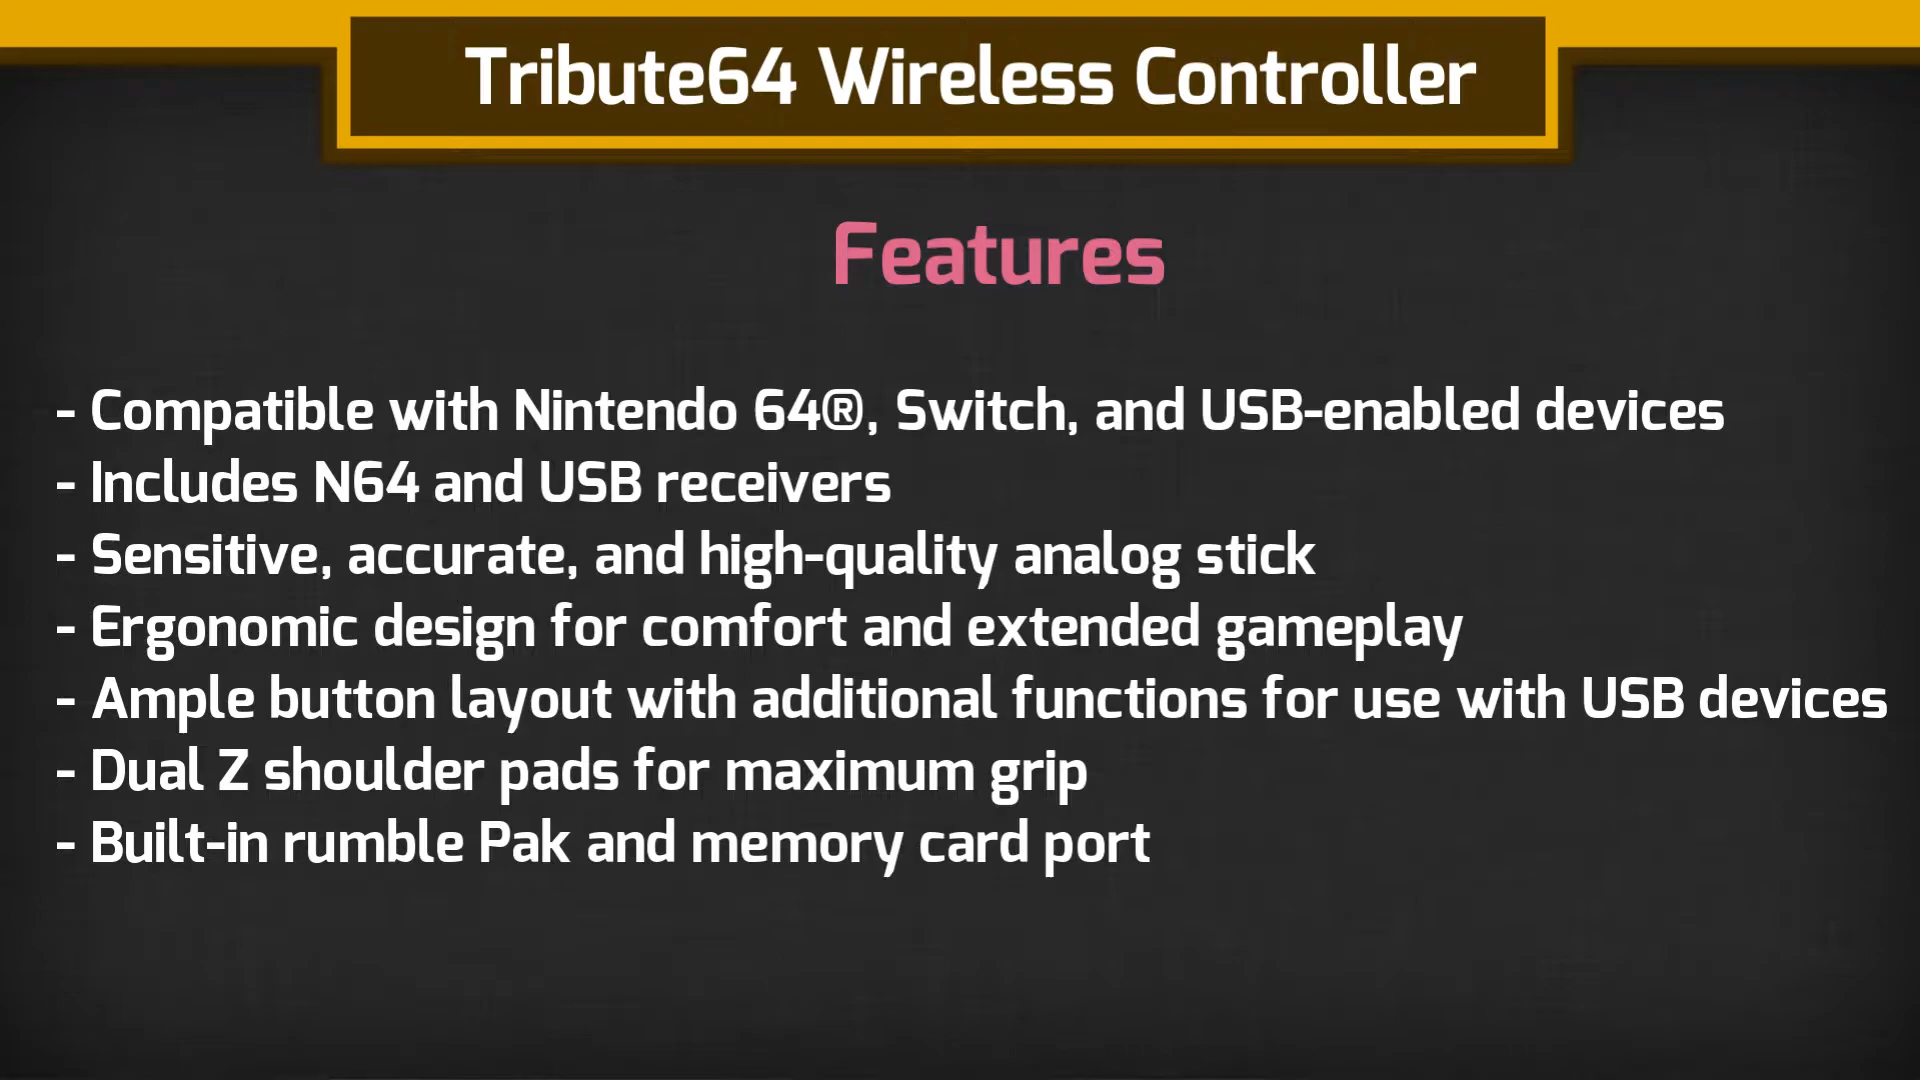 Tribute64 Wireless Controller
Features
- Compatible with Nintendo 64®, Switch, and USB-enabled devices
- Includes N64 and USB receivers
- Sensitive, accurate, and high-quality analog stick
- Ergonomic design for comfort and extended gameplay
- Ample button layout with additional functions for use with USB devices
- Dual Z shoulder pads for maximum grip
- Built-in rumble Pak and memory card port